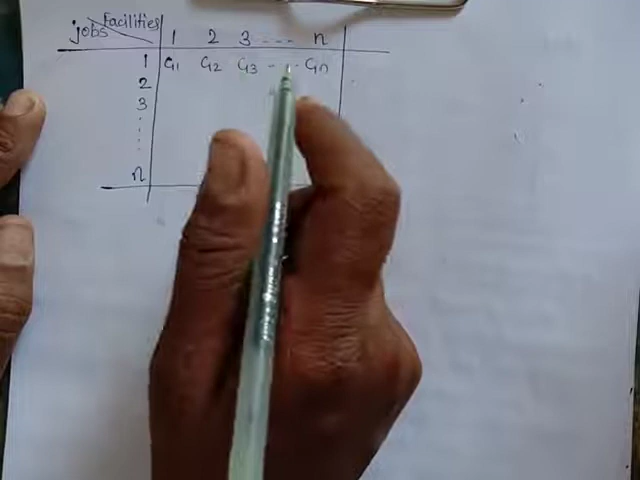 Facilities
jobs
1 2 3 --- n
1 C11 C12 C13 - - - C1n
2
3
n